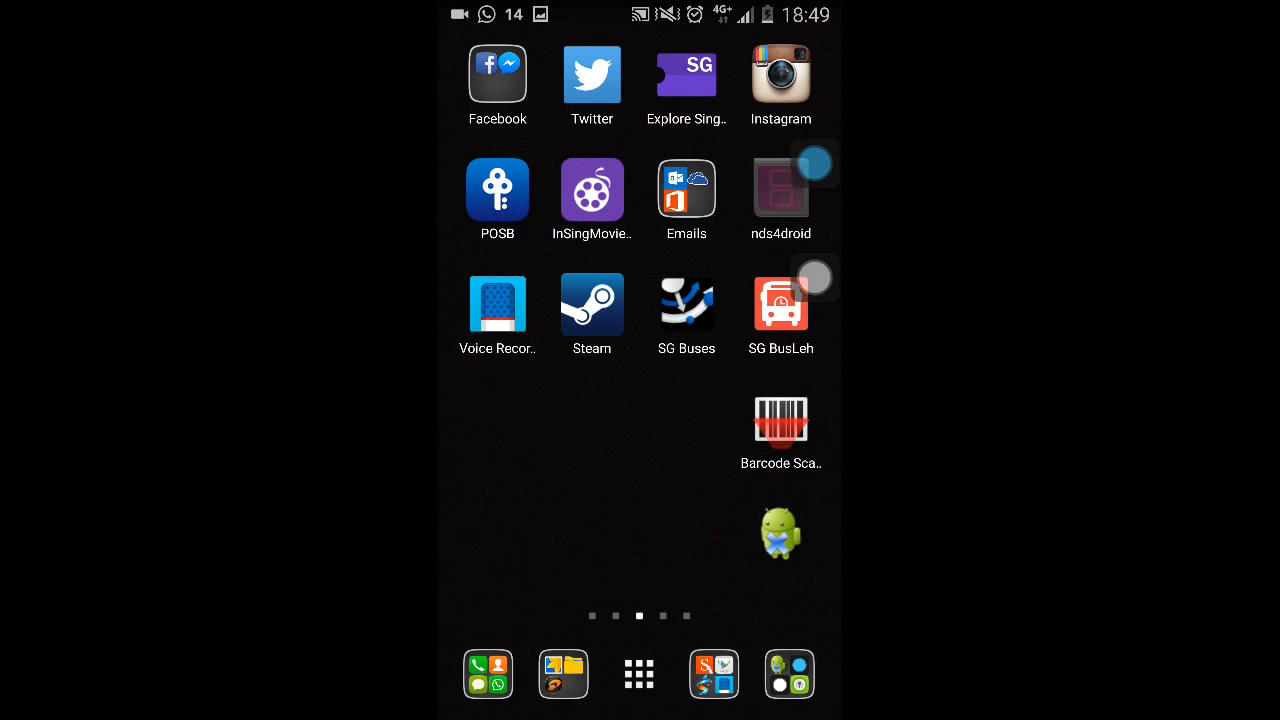 14
4G+
18:49
SG
Facebook
Twitter
Explore Sing..
Instagram
POSB
InSingMovie..
Emails
nds4droid
Voice Recor..
Steam
SG Buses
SG BusLeh
Barcode Sca..